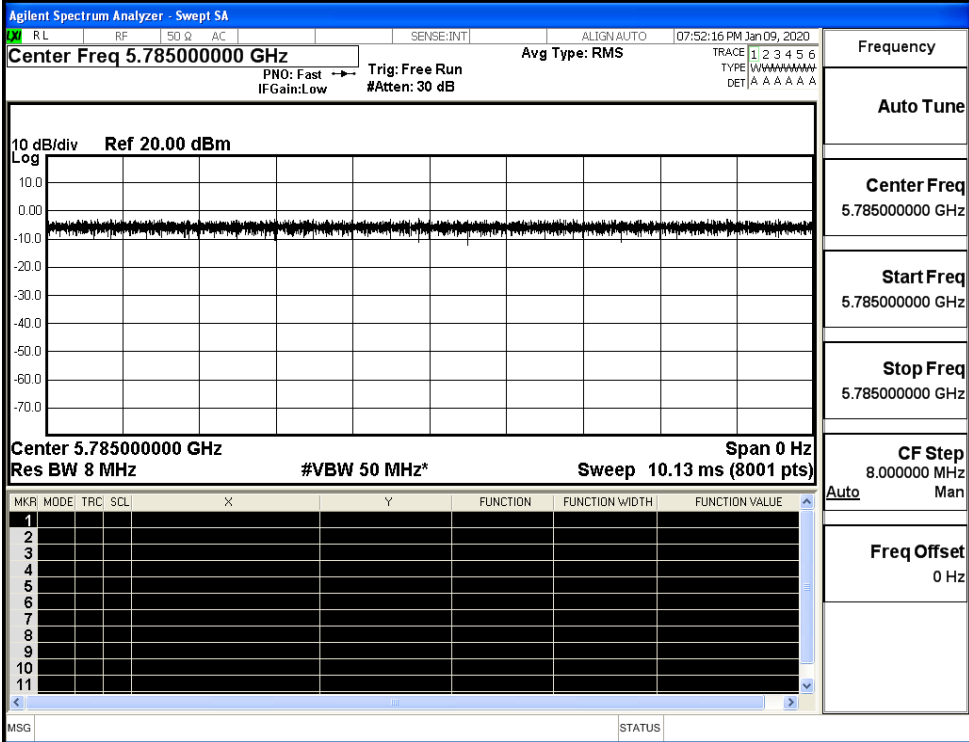 Agilent Spectrum Analyzer - Swept SA
LXI RL RF 50 Ω AC SENSE:INT ALIGN AUTO 07:52:16 PM Jan 09, 2020
Center Freq 5.785000000 GHz
PNO: Fast
IFGain:Low
Trig: Free Run
#Atten: 30 dB
Avg Type: RMS
TRACE 1 2 3 4 5 6
TYPE WWWWWW
DET A A A A A A
10 dB/div Ref 20.00 dBm
Log
10.0
0.00
-10.0
-20.0
-30.0
-40.0
-50.0
-60.0
-70.0
Center 5.785000000 GHz Span 0 Hz
Res BW 8 MHz #VBW 50 MHz* Sweep 10.13 ms (8001 pts)
MKR MODE TRC SCL X Y FUNCTION FUNCTION WIDTH FUNCTION VALUE
1
2
3
4
5
6
7
8
9
10
11
MSG STATUS
Frequency
Auto Tune
Center Freq
5.785000000 GHz
Start Freq
5.785000000 GHz
Stop Freq
5.785000000 GHz
CF Step
8.000000 MHz
Auto Man
Freq Offset
0 Hz